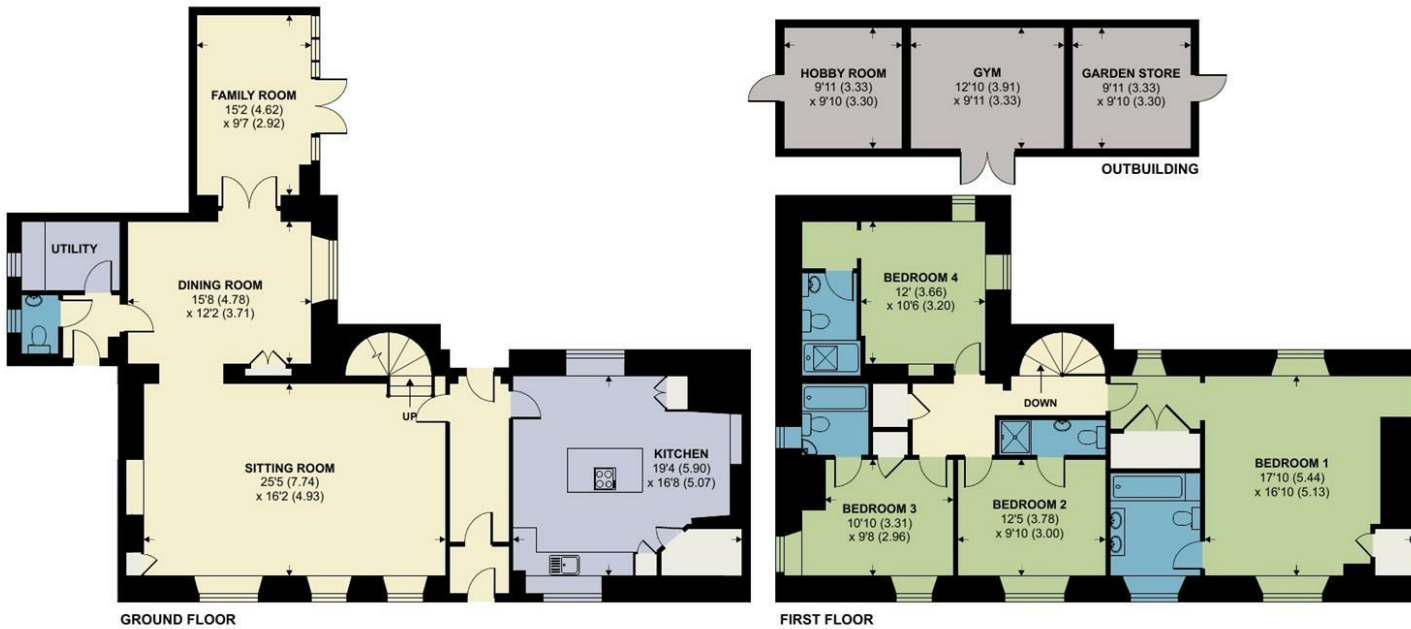 FAMILY ROOM
15'2 (4.62)
x 9'7 (2.92)
UTILITY
DINING ROOM
15'8 (4.78)
x 12'2 (3.71)
UP
SITTING ROOM
25'5 (7.74)
x 16'2 (4.93)
KITCHEN
19'4 (5.90)
x 16'8 (5.07)
GROUND FLOOR
HOBBY ROOM
9'11 (3.33)
x 9'10 (3.30)
GYM
12'10 (3.91)
x 9'11 (3.33)
GARDEN STORE
9'11 (3.33)
x 9'10 (3.30)
OUTBUILDING
BEDROOM 4
12' (3.66)
x 10'6 (3.20)
DOWN
BEDROOM 3
10'10 (3.31)
x 9'8 (2.96)
BEDROOM 2
12'5 (3.78)
x 9'10 (3.00)
BEDROOM 1
17'10 (5.44)
x 16'10 (5.13)
FIRST FLOOR